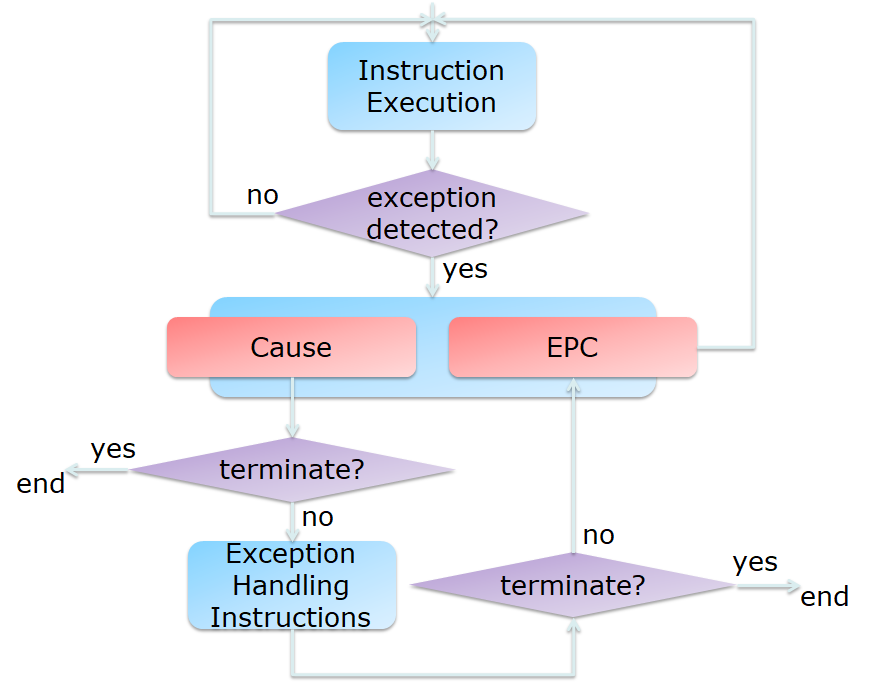 Instruction
Execution
no
exception
detected?
yes
Cause
EPC
yes
terminate?
end
no
Exception
Handling
Instructions
no
terminate?
yes
end